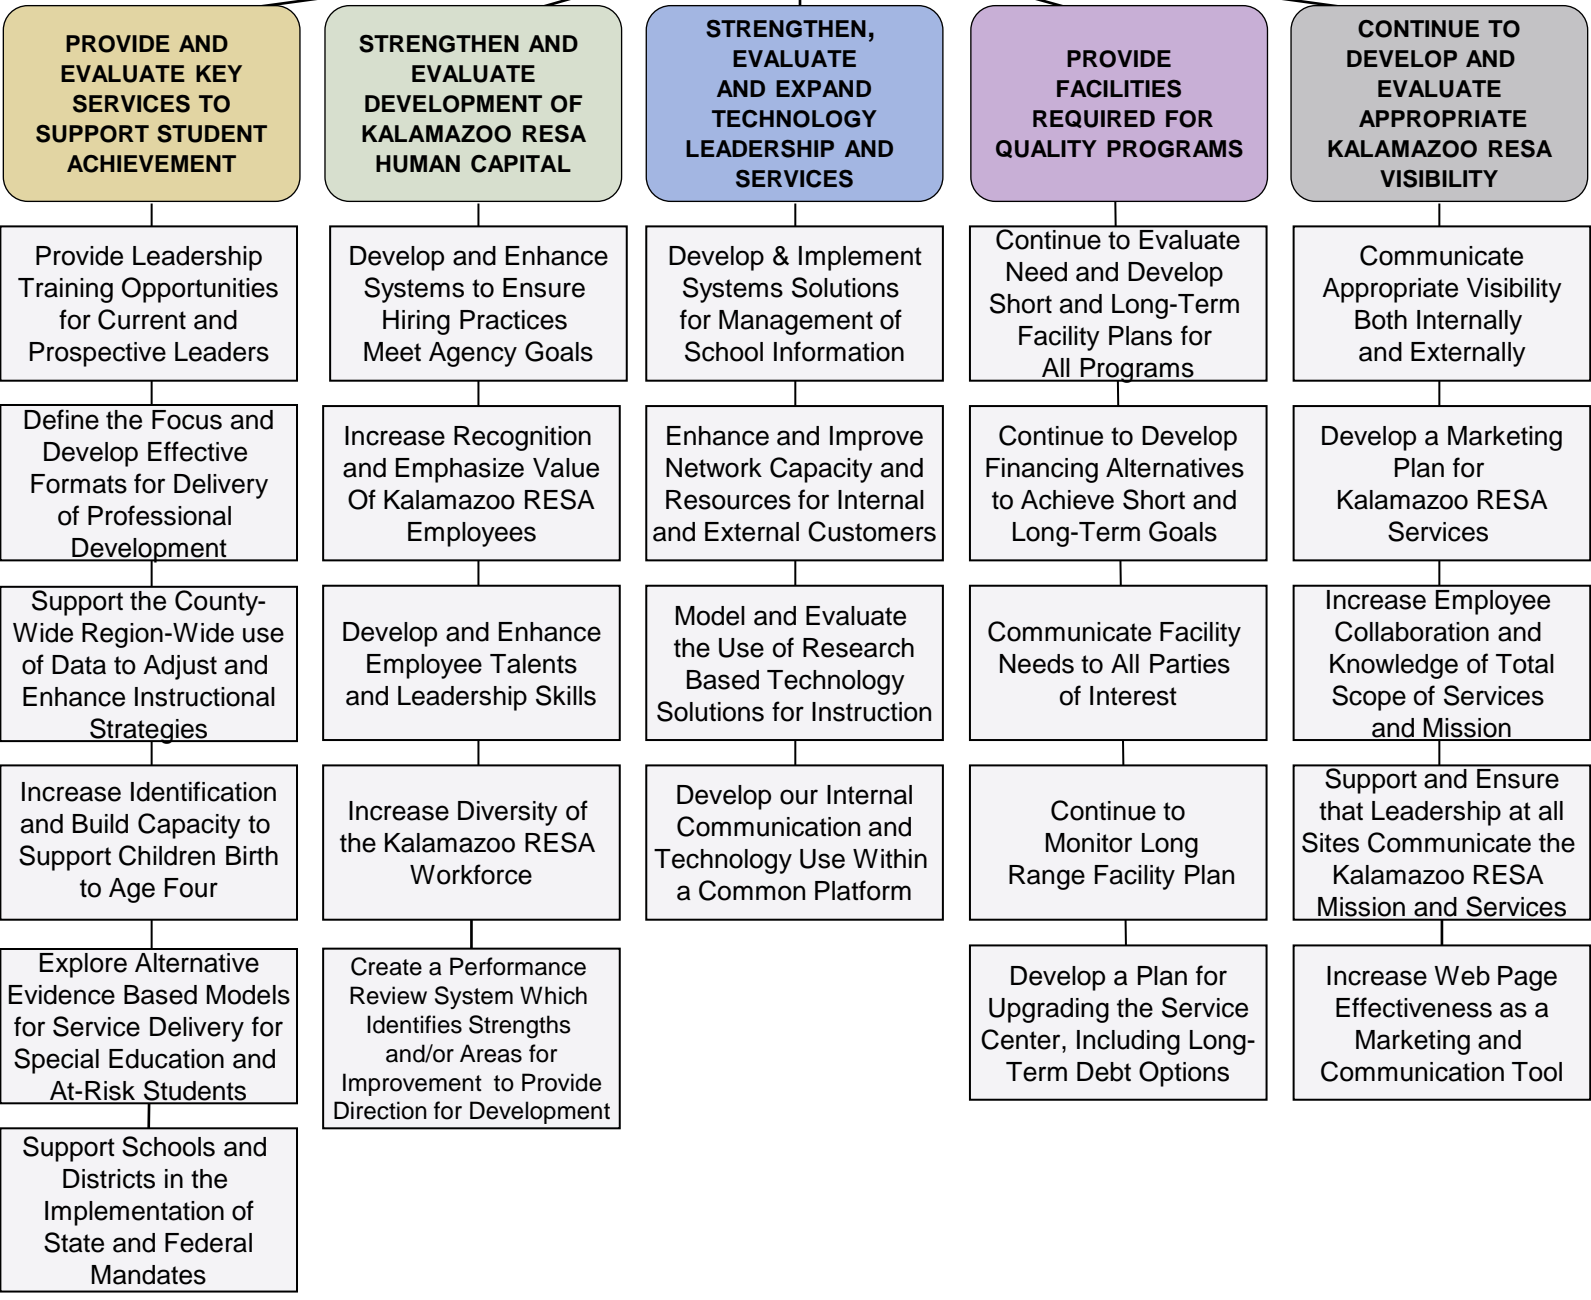 PROVIDE AND
EVALUATE KEY
SERVICES TO
SUPPORT STUDENT
ACHIEVEMENT
Provide Leadership
Training Opportunities
for Current and
Prospective Leaders
Define the Focus and
Develop Effective
Formats for Delivery
of Professional
Development
Support the County-
Wide Region-Wide use
of Data to Adjust and
Enhance Instructional
Strategies
Increase Identification
and Build Capacity to
Support Children Birth
to Age Four
Explore Alternative
Evidence Based Models
for Service Delivery for
Special Education and
At-Risk Students
Support Schools and
Districts in the
Implementation of
State and Federal
Mandates
STRENGTHEN AND
EVALUATE
DEVELOPMENT OF
KALAMAZOO RESA
HUMAN CAPITAL
Develop and Enhance
Systems to Ensure
Hiring Practices
Meet Agency Goals
Increase Recognition
and Emphasize Value
Of Kalamazoo RESA
Employees
Develop and Enhance
Employee Talents
and Leadership Skills
Increase Diversity of
the Kalamazoo RESA
Workforce
Create a Performance
Review System Which
Identifies Strengths
and/or Areas for
Improvement to Provide
Direction for Development
STRENGTHEN,
EVALUATE
AND EXPAND
TECHNOLOGY
LEADERSHIP AND
SERVICES
Develop & Implement
Systems Solutions
for Management of
School Information
Enhance and Improve
Network Capacity and
Resources for Internal
and External Customers
Model and Evaluate
the Use of Research
Based Technology
Solutions for Instruction
Develop our Internal
Communication and
Technology Use Within
a Common Platform
PROVIDE
FACILITIES
REQUIRED FOR
QUALITY PROGRAMS
Continue to Evaluate
Need and Develop
Short and Long-Term
Facility Plans for
All Programs
Continue to Develop
Financing Alternatives
to Achieve Short and
Long-Term Goals
Communicate Facility
Needs to All Parties
of Interest
Continue to
Monitor Long
Range Facility Plan
Develop a Plan for
Upgrading the Service
Center, Including Long-
Term Debt Options
CONTINUE TO
DEVELOP AND
EVALUATE
APPROPRIATE
KALAMAZOO RESA
VISIBILITY
Communicate
Appropriate Visibility
Both Internally
and Externally
Develop a Marketing
Plan for
Kalamazoo RESA
Services
Increase Employee
Collaboration and
Knowledge of Total
Scope of Services
and Mission
Support and Ensure
that Leadership at all
Sites Communicate the
Kalamazoo RESA
Mission and Services
Increase Web Page
Effectiveness as a
Marketing and
Communication Tool